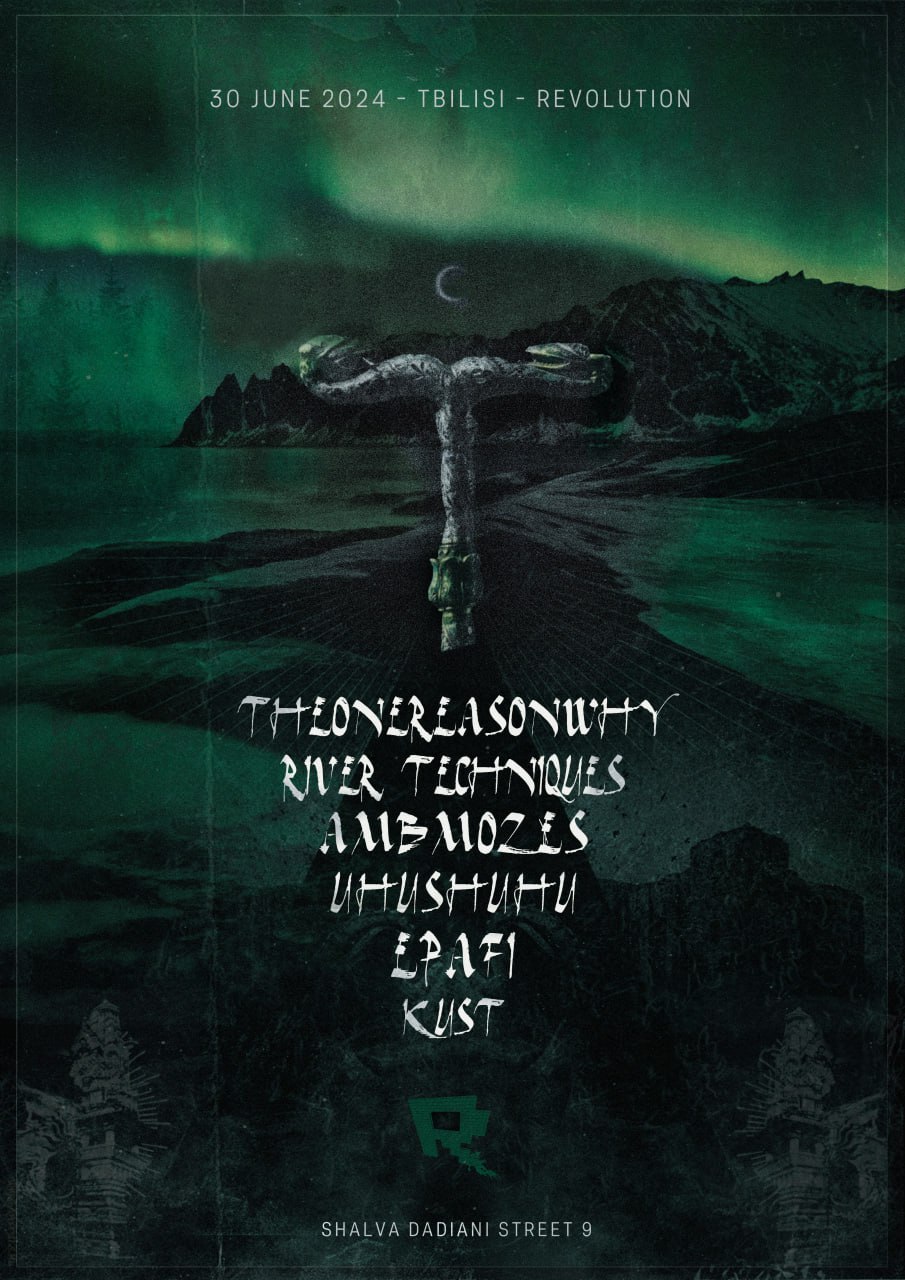 30 JUNE 2024 - TBILISI - REVOLUTION
THEONEREASONWHY
RIVER TECHNIQUES
AMBMOZES
UHUSHUHU
EPAFI
KUST
R
SHALVA DADIANI STREET 9